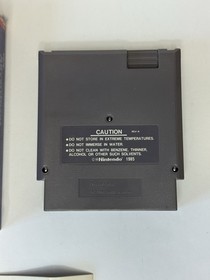 CAUTION
●DO NOT STORE IN EXTREME TEMPERATURES.
●DO NOT IMMERSE IN WATER.
●DO NOT CLEAN WITH BENZENE, THINNER,
ALCOHOL OR OTHER SUCH SOLVENTS.
Nintendo 1985